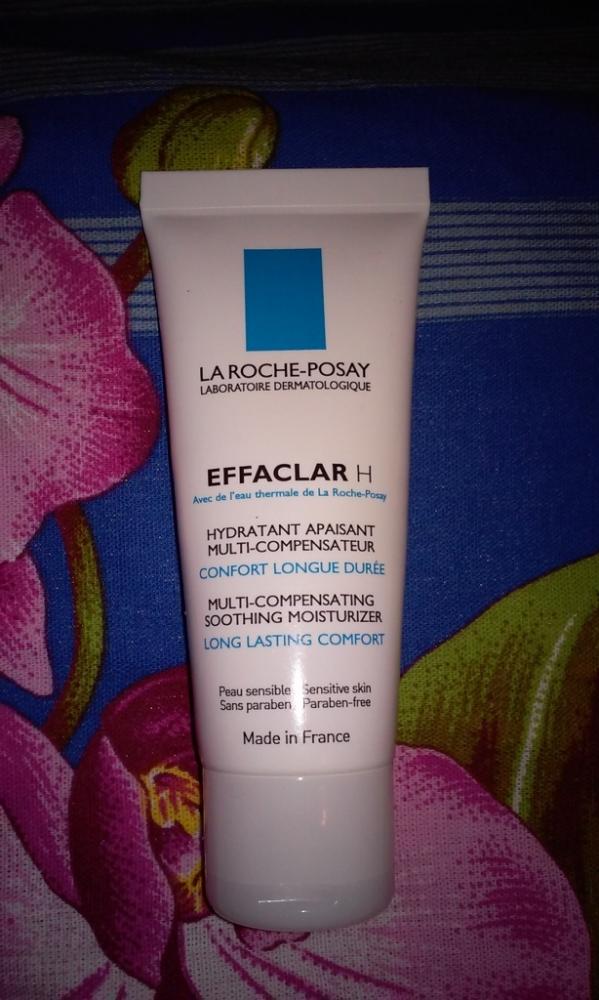 LA ROCHE-POSAY
LABORATOIRE DERMATOLOGIQUE
EFFACLAR H
Avec de l'eau thermale de La Roche-Posay
HYDRATANT APAISANT
MULTI-COMPENSATEUR
CONFORT LONGUE DURÉE
MULTI-COMPENSATING
SOOTHING MOISTURIZER
LONG LASTING COMFORT
Peau sensible Sensitive skin
Sans paraben Paraben-free
Made in France